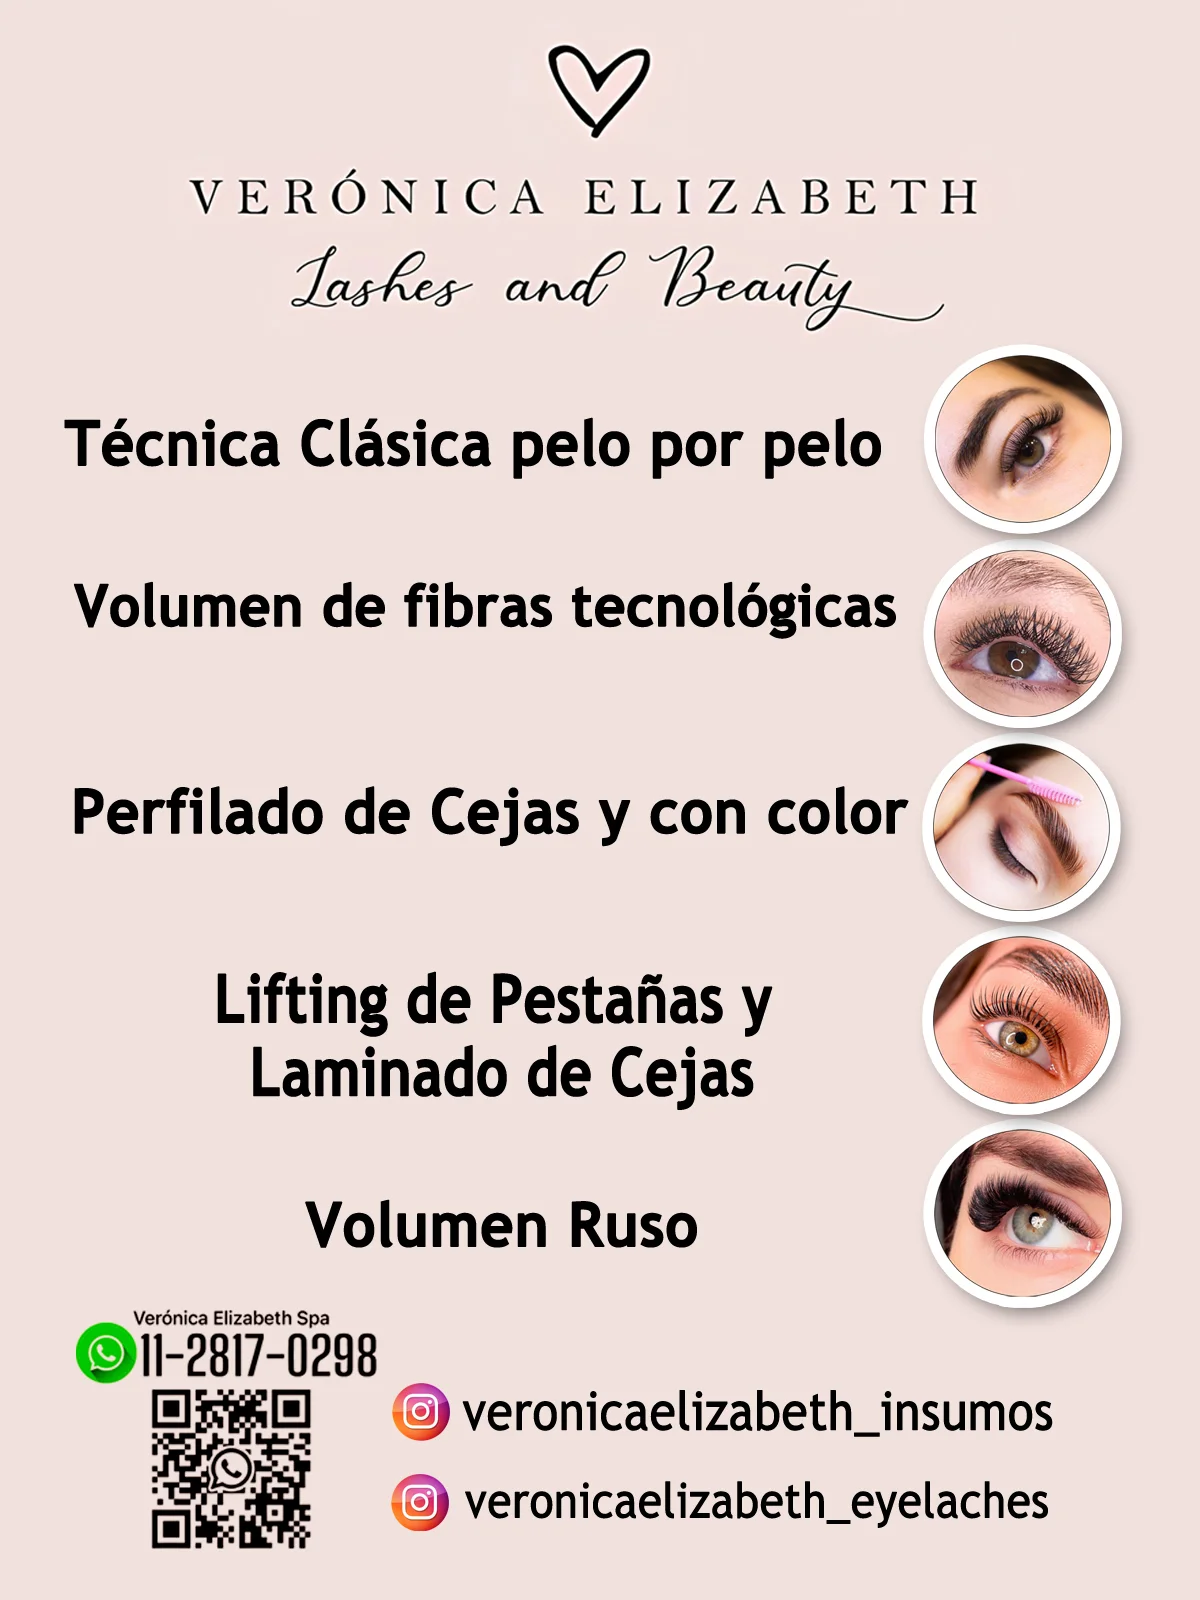 VERÓNICA ELIZABETH
Lashes and Beauty
Técnica Clásica pelo por pelo
Volumen de fibras tecnológicas
Perfilado de Cejas y con color
Lifting de Pestañas y
Laminado de Cejas
Volumen Ruso
Verónica Elizabeth Spa
11-2817-0298
veronicaelizabeth_insumos
veronicaelizabeth_eyelaches